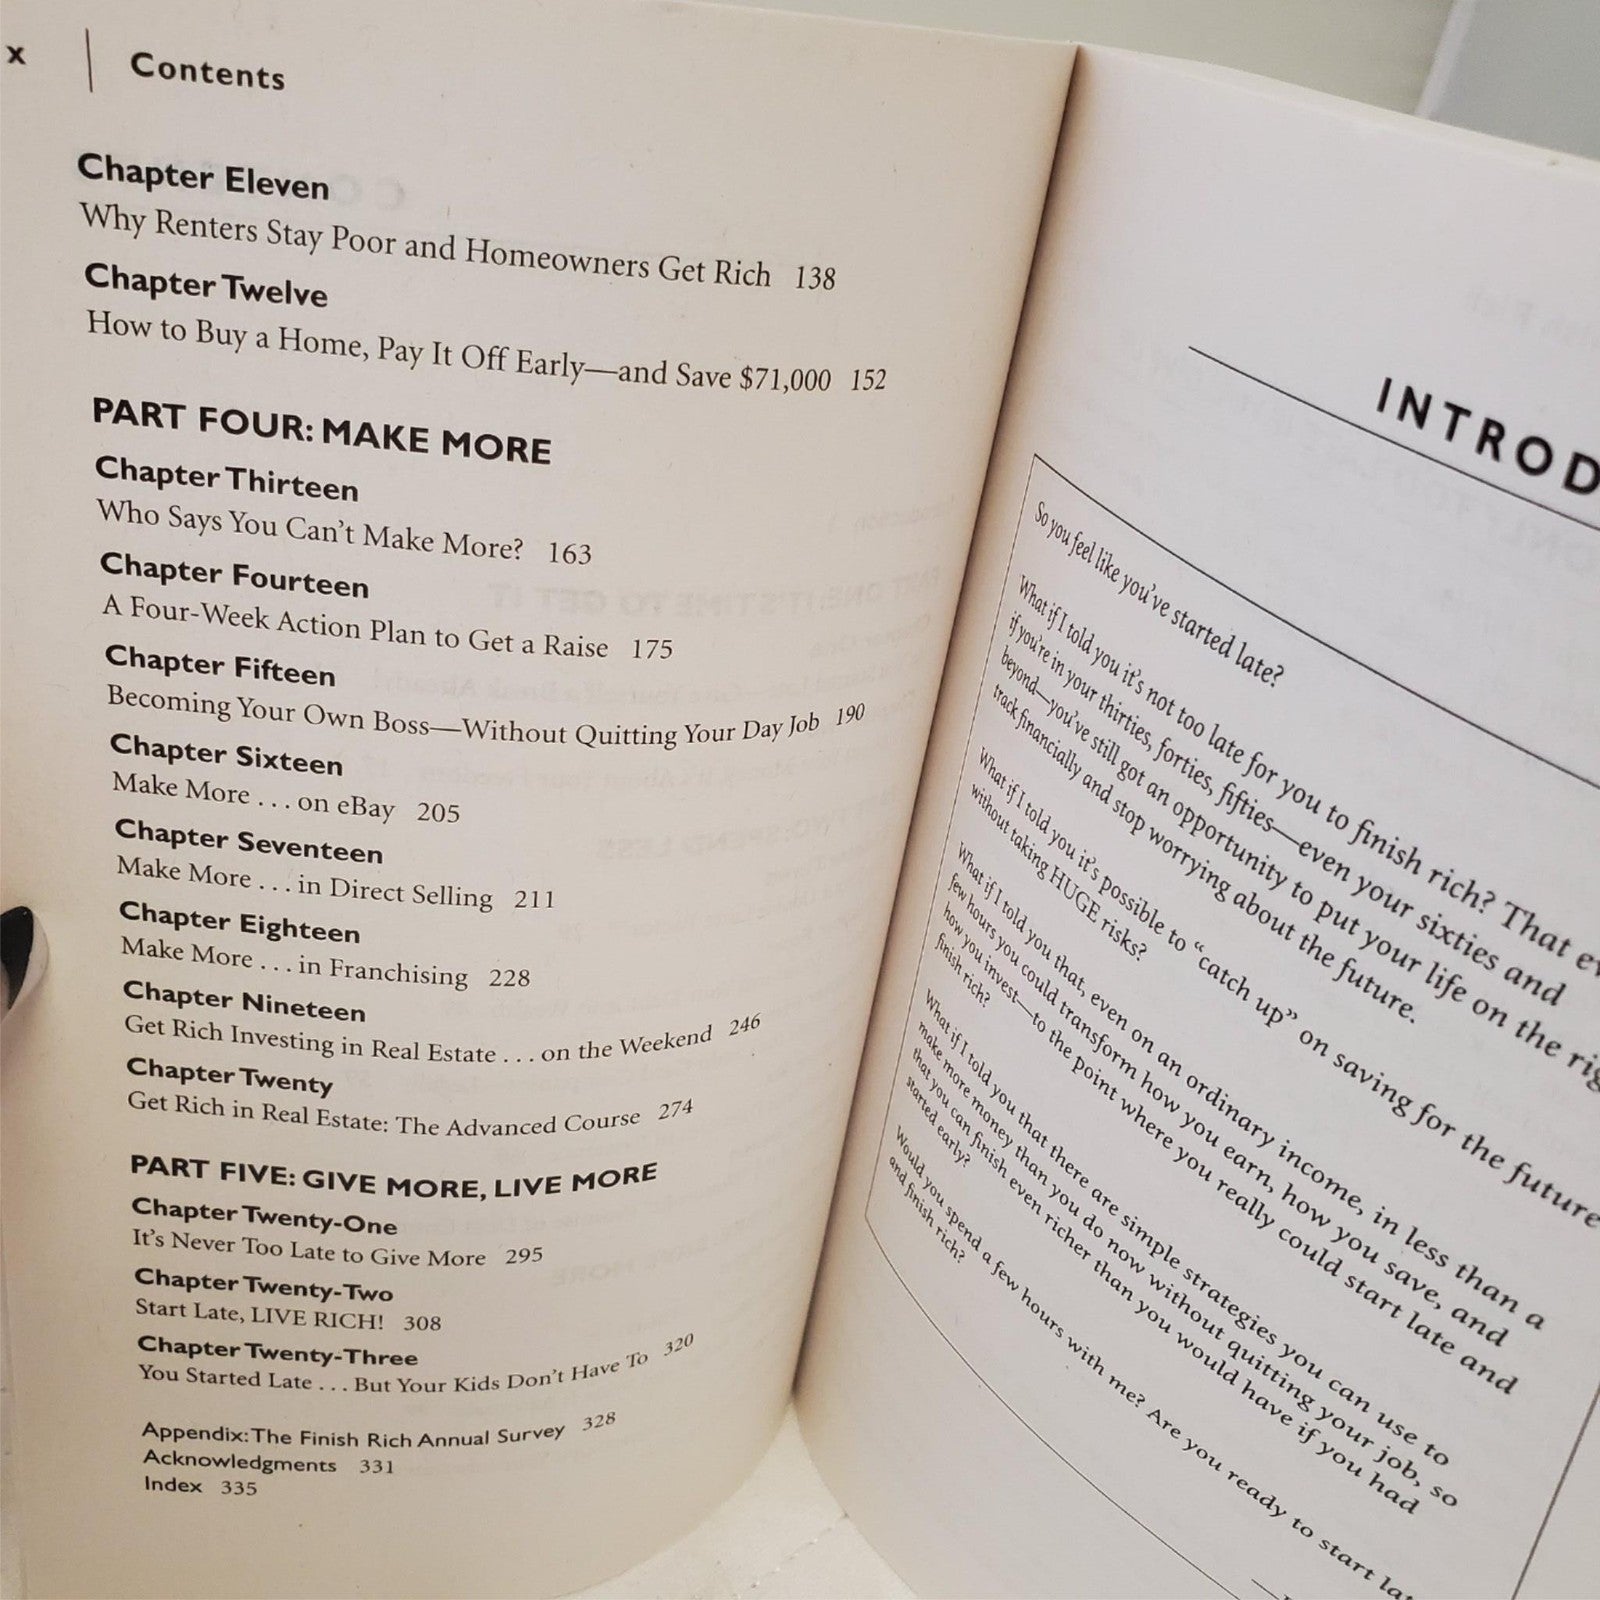 x
Contents
Chapter Eleven
Why Renters Stay Poor and Homeowners Get Rich 138
Chapter Twelve
How to Buy a Home, Pay It Off Early—and Save $71,000 152
PART FOUR: MAKE MORE
Chapter Thirteen
Who Says You Can't Make More? 163
Chapter Fourteen
A Four-Week Action Plan to Get a Raise 175
Chapter Fifteen
Becoming Your Own Boss—Without Quitting Your Day Job 190
Chapter Sixteen
Make More . . . on eBay 205
Chapter Seventeen
Make More . . . in Direct Selling 211
Chapter Eighteen
Make More . . . in Franchising 228
Chapter Nineteen
Get Rich Investing in Real Estate . . . on the Weekend 246
Chapter Twenty
Get Rich in Real Estate: The Advanced Course 274
PART FIVE: GIVE MORE, LIVE MORE
Chapter Twenty-One
It's Never Too Late to Give More 295
Chapter Twenty-Two
Start Late, LIVE RICH! 308
Chapter Twenty-Three
You Started Late . . . But Your Kids Don't Have To 320
Appendix: The Finish Rich Annual Survey 328
Acknowledgments 331
Index 335
INTROD
So you feel like you've started late?
What if I told you it's not too late for you to finish rich? That ev
if you're in your thirties, forties, fifties—even your sixties and
beyond—you've still got an opportunity to put your life on the rig
track financially and stop worrying about the future.
What if I told you it's possible to "catch up" on saving for the future
without taking HUGE risks?
What if I told you that, even on an ordinary income, in less than a
few hours you could transform how you earn, how you save, and
how you invest—to the point where you really could start late and
finish rich?
What if I told you that there are simple strategies you can use to
make more money than you do now without quitting your job, so
that you can finish even richer than you would have if you had
started early?
Would you spend a few hours with me? Are you ready to start lat
and finish rich?